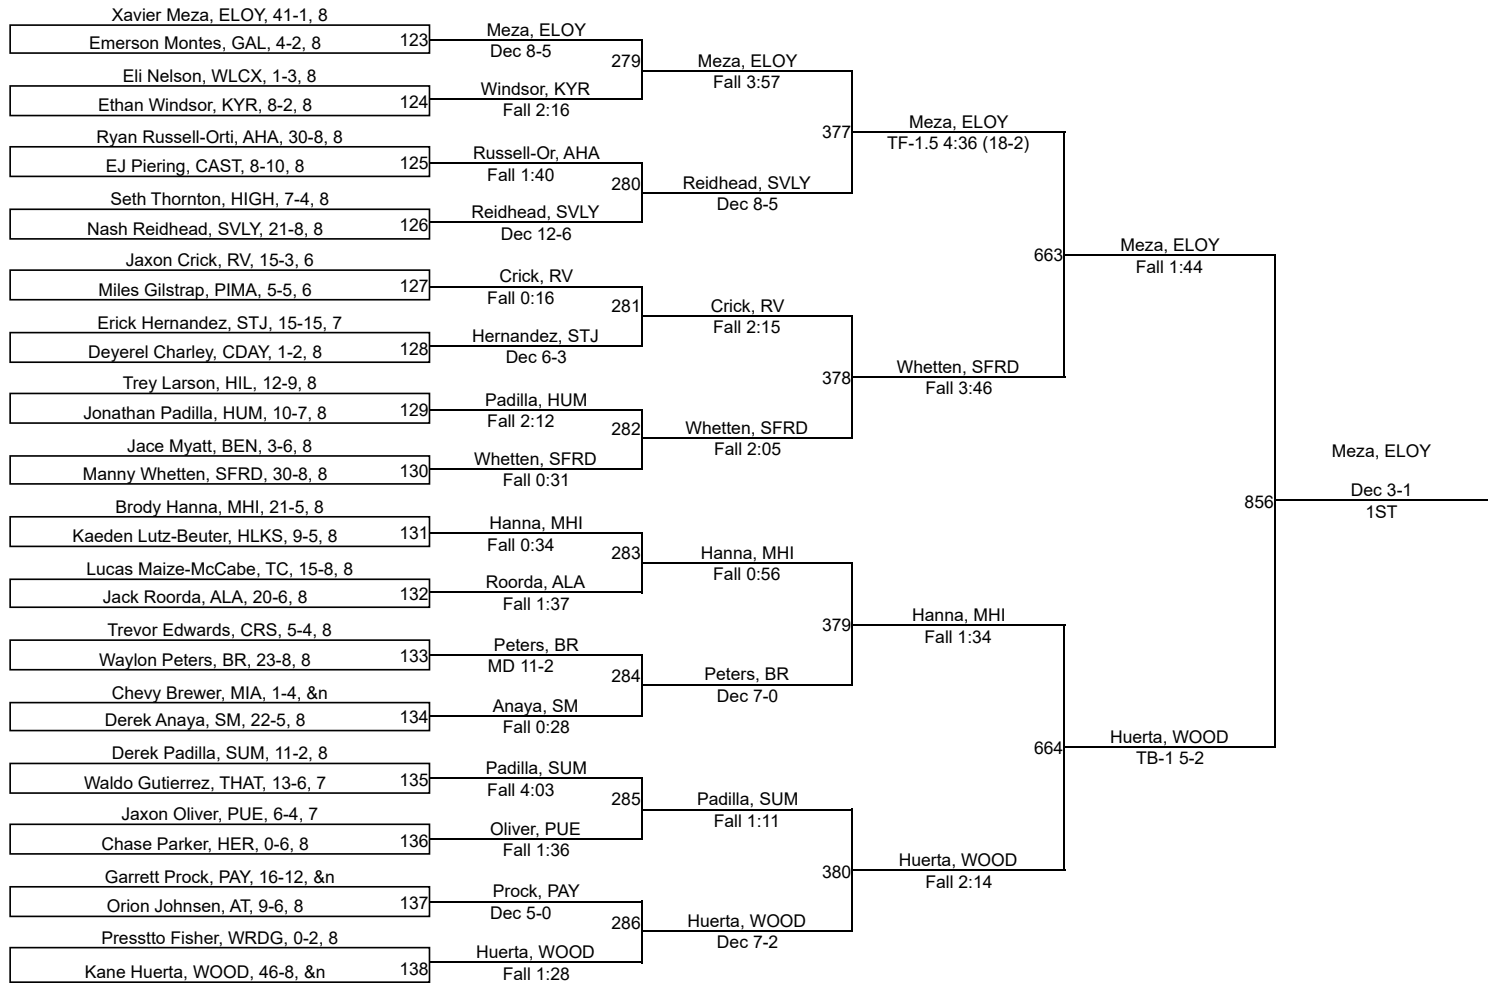 Xavier Meza, ELOY, 41-1, 8
Emerson Montes, GAL, 4-2, 8
123
Eli Nelson, WLCX, 1-3, 8
Ethan Windsor, KYR, 8-2, 8
124
Ryan Russell-Orti, AHA, 30-8, 8
EJ Piering, CAST, 8-10, 8
125
Seth Thornton, HIGH, 7-4, 8
Nash Reidhead, SVLY, 21-8, 8
126
Jaxon Crick, RV, 15-3, 6
Miles Gilstrap, PIMA, 5-5, 6
127
Erick Hernandez, STJ, 15-15, 7
Deyerel Charley, CDAY, 1-2, 8
128
Trey Larson, HIL, 12-9, 8
Jonathan Padilla, HUM, 10-7, 8
129
Jace Myatt, BEN, 3-6, 8
Manny Whetten, SFRD, 30-8, 8
130
Brody Hanna, MHI, 21-5, 8
Kaeden Lutz-Beuter, HLKS, 9-5, 8
131
Lucas Maize-McCabe, TC, 15-8, 8
Jack Roorda, ALA, 20-6, 8
132
Trevor Edwards, CRS, 5-4, 8
Waylon Peters, BR, 23-8, 8
133
Chevy Brewer, MIA, 1-4, &n
Derek Anaya, SM, 22-5, 8
134
Derek Padilla, SUM, 11-2, 8
Waldo Gutierrez, THAT, 13-6, 7
135
Jaxon Oliver, PUE, 6-4, 7
Chase Parker, HER, 0-6, 8
136
Garrett Prock, PAY, 16-12, &n
Orion Johnsen, AT, 9-6, 8
137
Presstto Fisher, WRDG, 0-2, 8
Kane Huerta, WOOD, 46-8, &n
138
Meza, ELOY
Dec 8-5
279
Windsor, KYR
Fall 2:16
Russell-Or, AHA
Fall 1:40
280
Reidhead, SVLY
Dec 12-6
Crick, RV
Fall 0:16
281
Hernandez, STJ
Dec 6-3
Padilla, HUM
Fall 2:12
282
Whetten, SFRD
Fall 0:31
Hanna, MHI
Fall 0:34
283
Roorda, ALA
Fall 1:37
Peters, BR
MD 11-2
284
Anaya, SM
Fall 0:28
Padilla, SUM
Fall 4:03
285
Oliver, PUE
Fall 1:36
Prock, PAY
Dec 5-0
286
Huerta, WOOD
Fall 1:28
Meza, ELOY
Fall 3:57
377
Reidhead, SVLY
Dec 8-5
Crick, RV
Fall 2:15
378
Whetten, SFRD
Fall 2:05
Hanna, MHI
Fall 0:56
379
Peters, BR
Dec 7-0
Padilla, SUM
Fall 1:11
380
Huerta, WOOD
Dec 7-2
Meza, ELOY
TF-1.5 4:36 (18-2)
663
Whetten, SFRD
Fall 3:46
Hanna, MHI
Fall 1:34
664
Huerta, WOOD
Fall 2:14
Meza, ELOY
Fall 1:44
856
Huerta, WOOD
TB-1 5-2
Meza, ELOY
Dec 3-1
1ST